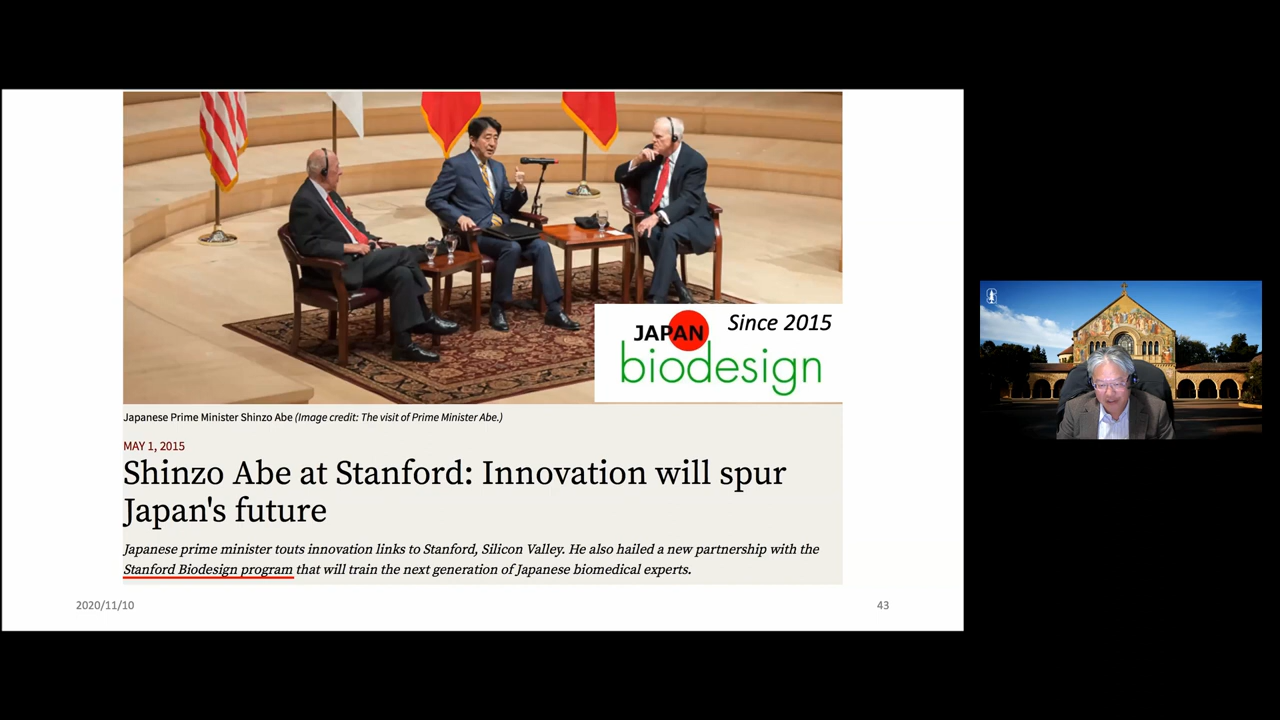 JAPAN
Since 2015
biodesign
Japanese Prime Minister Shinzo Abe (Image credit: The visit of Prime Minister Abe.)
MAY 1, 2015
Shinzo Abe at Stanford: Innovation will spur
Japan's future
Japanese prime minister touts innovation links to Stanford, Silicon Valley. He also hailed a new partnership with the
Stanford Biodesign program that will train the next generation of Japanese biomedical experts.
2020/11/10
43